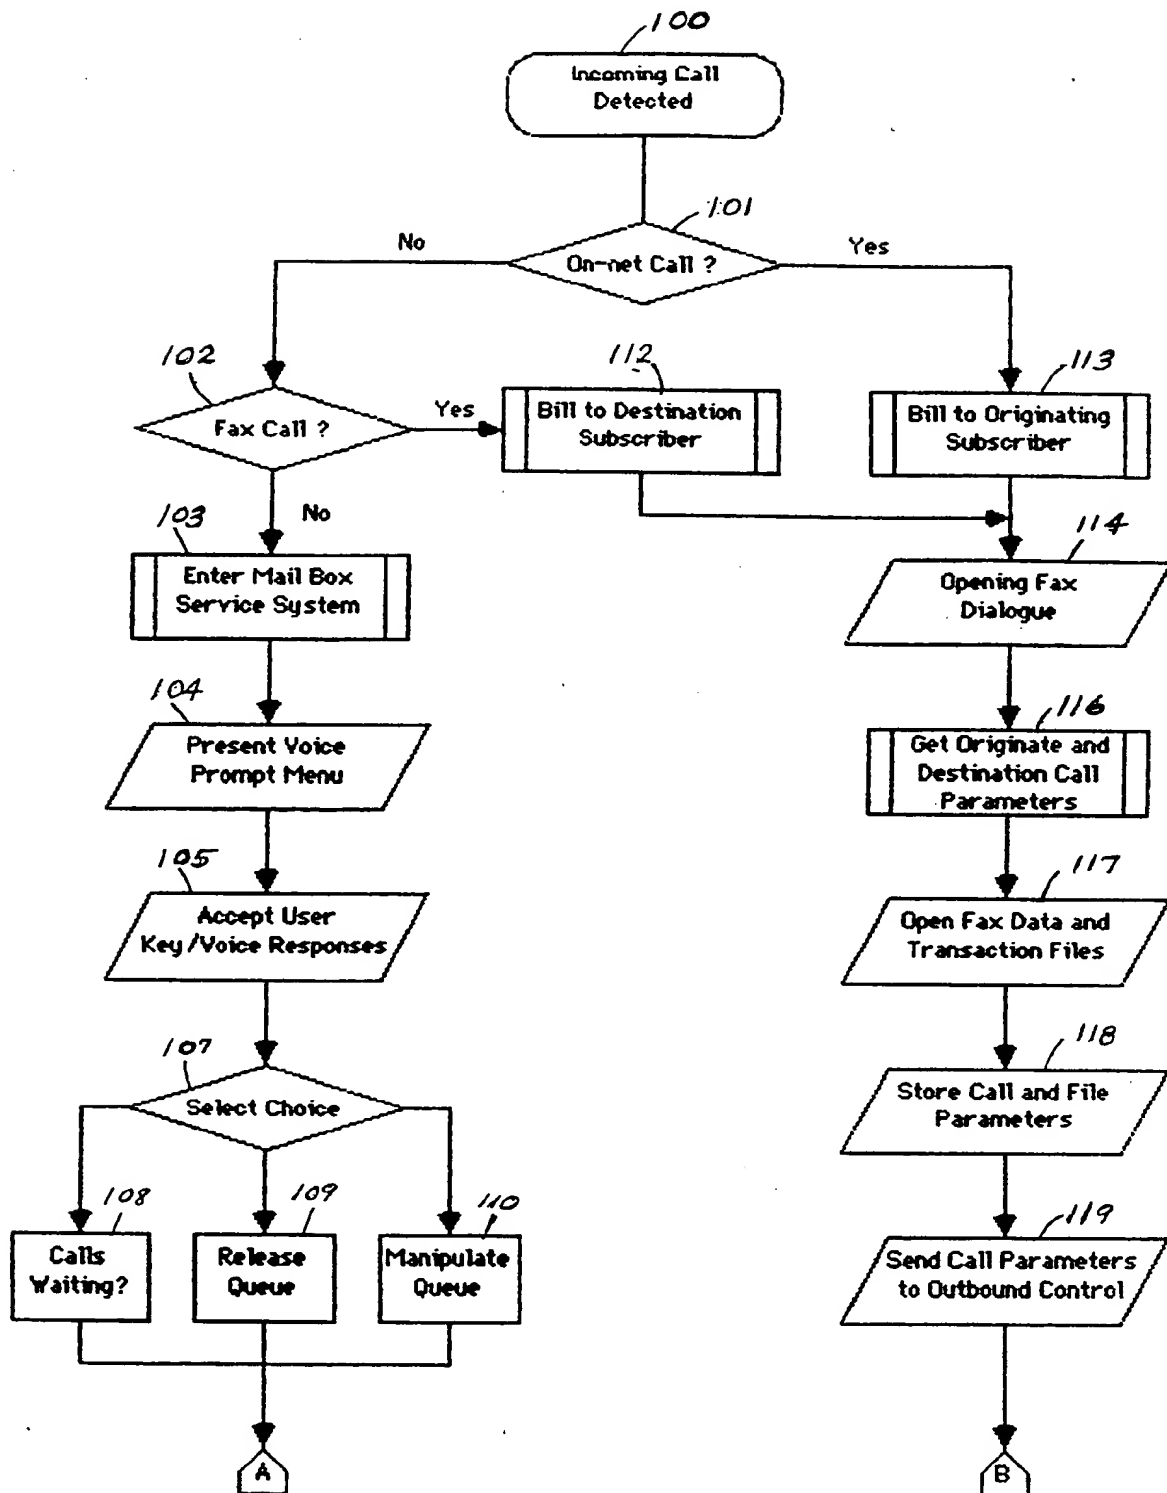 100
Incoming Call
Detected
101
No
On-net Call ?
Yes
102
Fax Call ?
Yes
112
Bill to Destination
Subscriber
113
Bill to Originating
Subscriber
No
103
Enter Mail Box
Service System
114
Opening Fax
Dialogue
104
Present Voice
Prompt Menu
116
Get Originate and
Destination Call
Parameters
105
Accept User
Key/Voice Responses
117
Open Fax Data and
Transaction Files
107
Select Choice
118
Store Call and File
Parameters
108
Calls
Waiting?
109
Release
Queue
110
Manipulate
Queue
119
Send Call Parameters
to Outbound Control
A
B